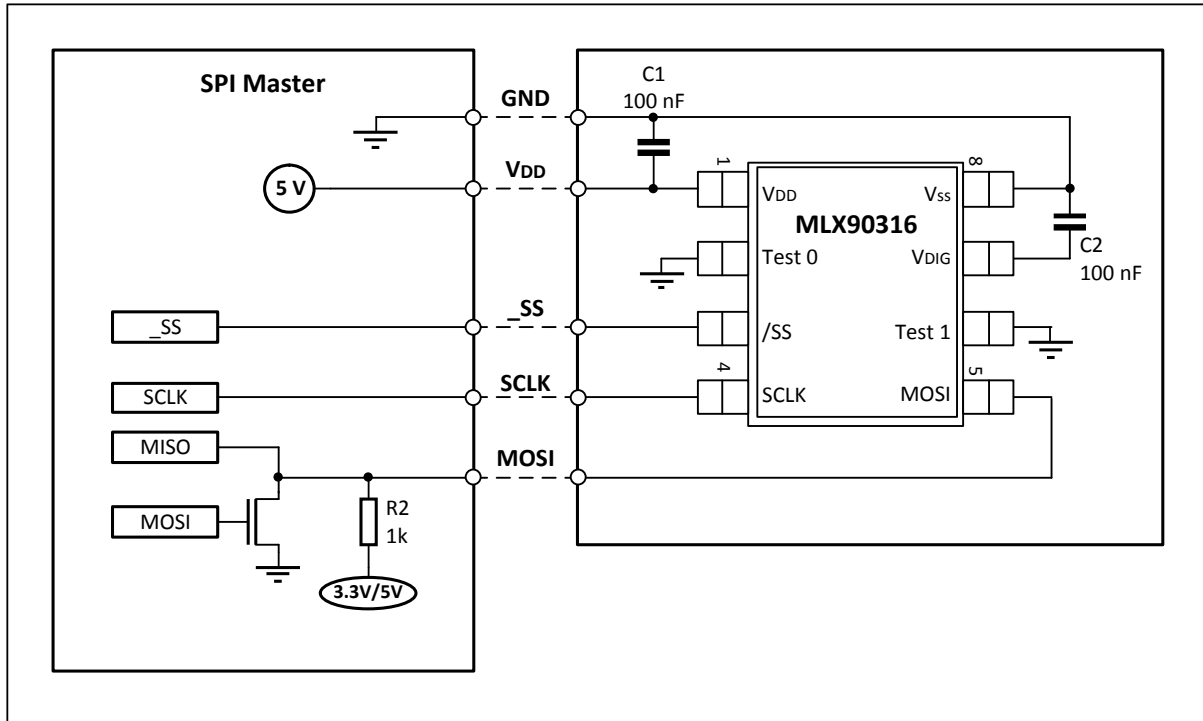 SPI Master
GND
C1
100 nF
VDD
5 V
1
8
VDD
Vss
MLX90316
C2
100 nF
Test 0
VDIG
_SS
_SS
/SS
Test 1
SCLK
SCLK
4
5
SCLK
MOSI
MISO
MOSI
MOSI
R2
1k
3.3V/5V